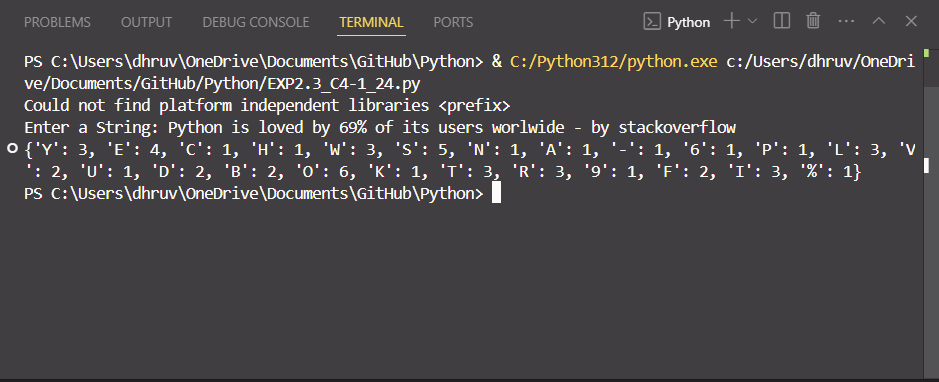 PROBLEMS OUTPUT DEBUG CONSOLE TERMINAL PORTS Python
PS C:\Users\dhruv\OneDrive\Documents\GitHub\Python> & C:/Python312/python.exe c:/Users/dhruv/OneDri
ve/Documents/GitHub/Python/EXP2.3_C4-1_24.py
Could not find platform independent libraries <prefix>
Enter a String: Python is loved by 69% of its users worlwide - by stackoverflow
{'Y': 3, 'E': 4, 'C': 1, 'H': 1, 'W': 3, 'S': 5, 'N': 1, 'A': 1, '-': 1, '6': 1, 'P': 1, 'L': 3, 'V
': 2, 'U': 1, 'D': 2, 'B': 2, 'O': 6, 'K': 1, 'T': 3, 'R': 3, '9': 1, 'F': 2, 'I': 3, '%': 1}
PS C:\Users\dhruv\OneDrive\Documents\GitHub\Python>